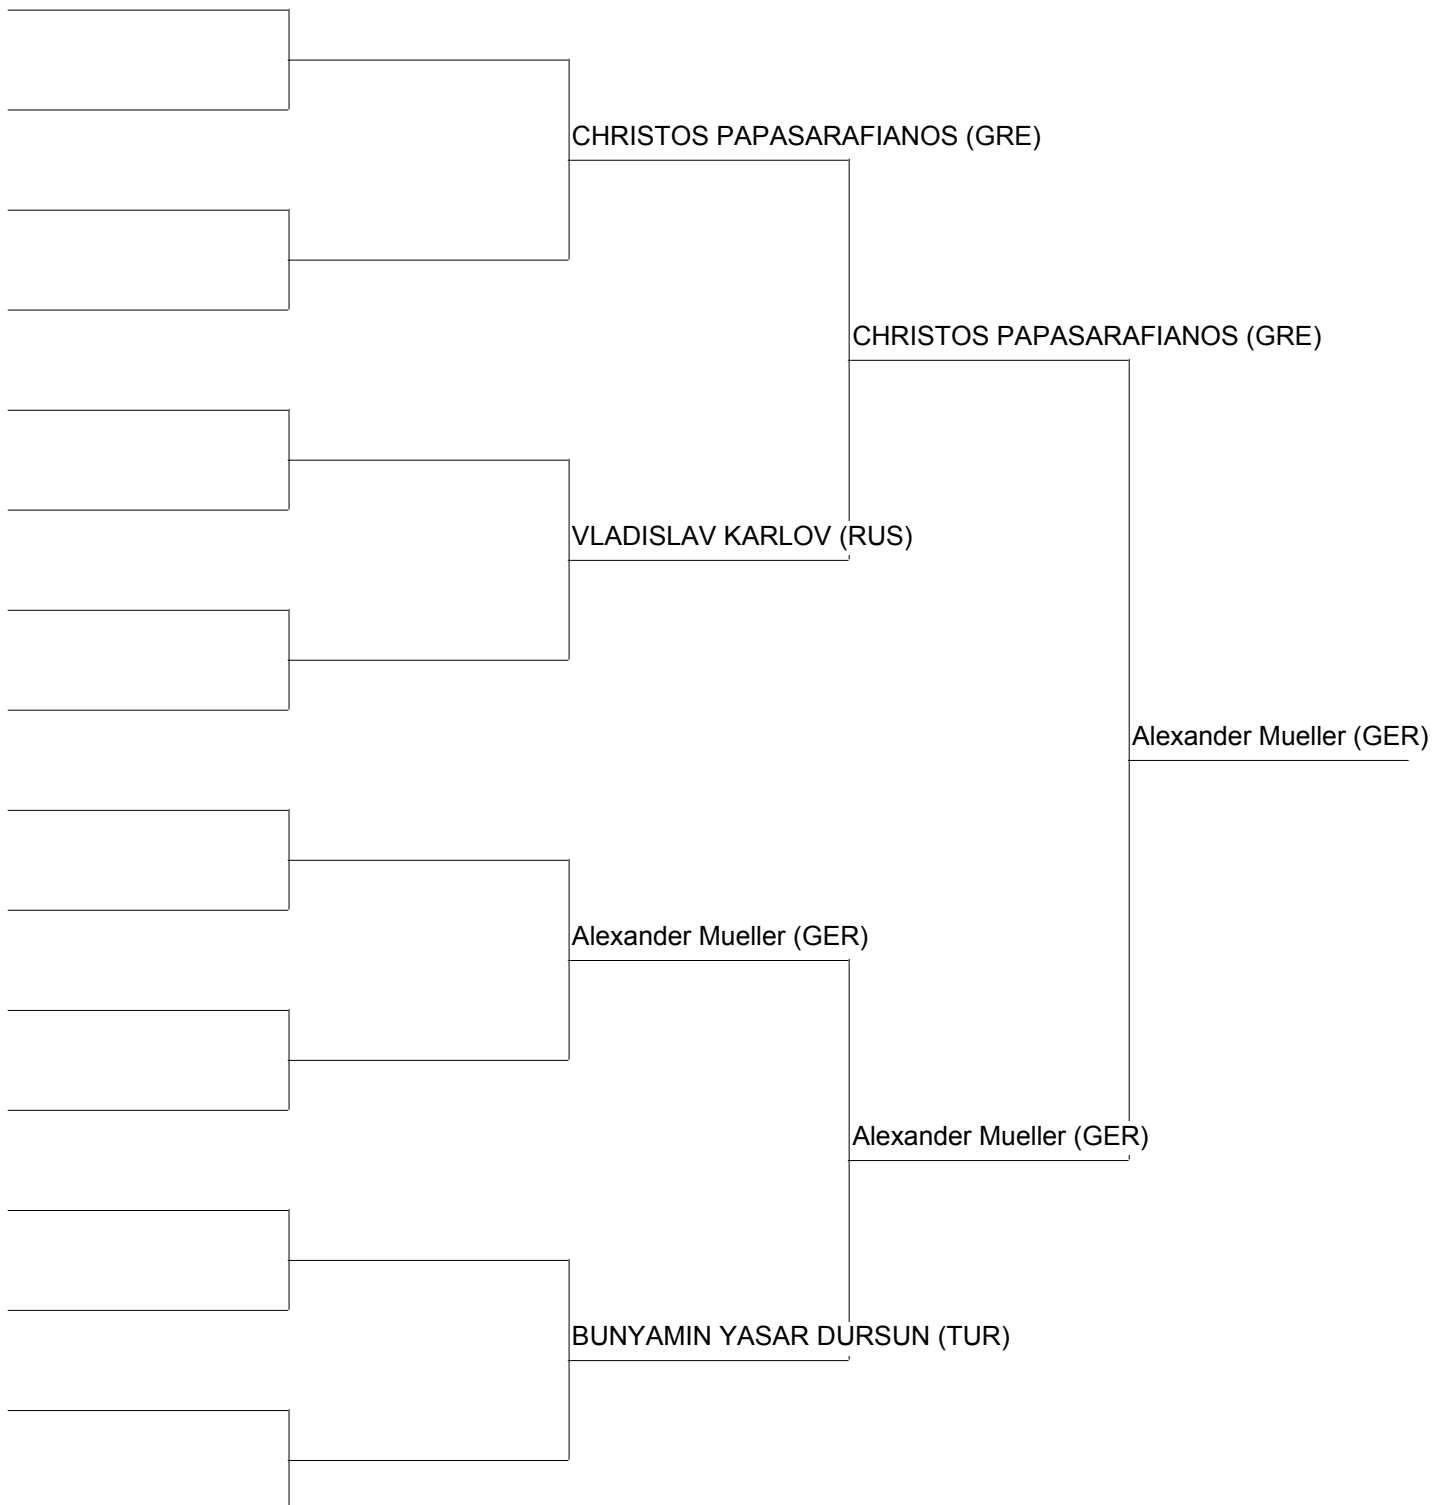 CHRISTOS PAPASARAFIANOS (GRE)
CHRISTOS PAPASARAFIANOS (GRE)
VLADISLAV KARLOV (RUS)
Alexander Mueller (GER)
Alexander Mueller (GER)
Alexander Mueller (GER)
BUNYAMIN YASAR DURSUN (TUR)